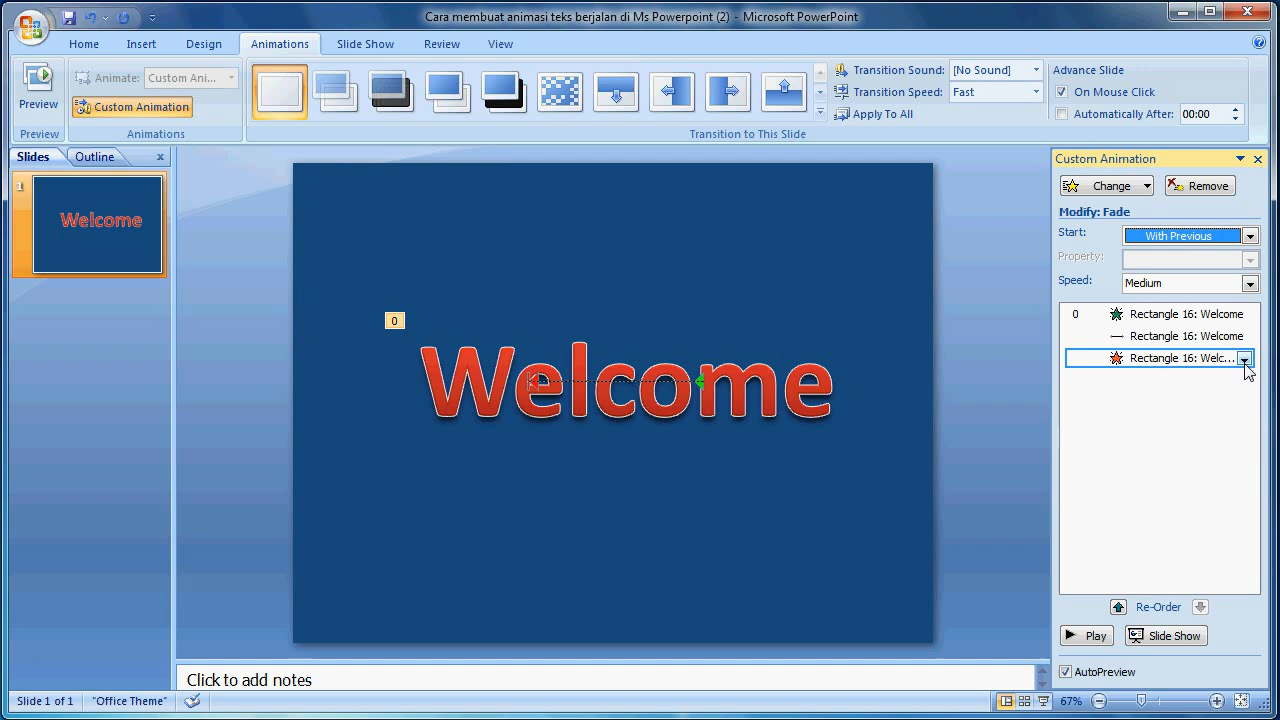 Cara membuat animasi teks berjalan di Ms Powerpoint (2) - Microsoft PowerPoint
Home Insert Design Animations Slide Show Review View
Preview
Animate: Custom Ani...
Custom Animation
Transition Sound: [No Sound]
Transition Speed: Fast
Apply To All
Advance Slide
On Mouse Click
Automatically After: 00:00
Preview Animations Transition to This Slide
Slides Outline
1
Welcome
0
Welcome
Custom Animation
Change Remove
Modify: Fade
Start: With Previous
Property:
Speed: Medium
0 Rectangle 16: Welcome
Rectangle 16: Welcome
Rectangle 16: Welc...
Re-Order
Play Slide Show
AutoPreview
Click to add notes
Slide 1 of 1 "Office Theme" 67%